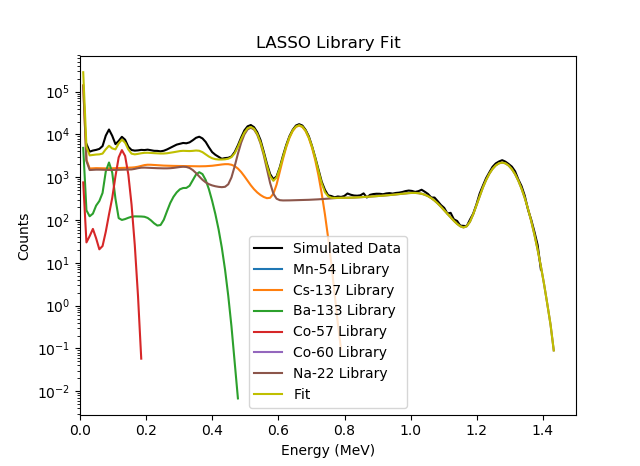 LASSO Library Fit
Counts
10^5
10^4
10^3
10^2
10^1
10^0
10^-1
10^-2
Simulated Data
Mn-54 Library
Cs-137 Library
Ba-133 Library
Co-57 Library
Co-60 Library
Na-22 Library
Fit
0.0 0.2 0.4 0.6 0.8 1.0 1.2 1.4
Energy (MeV)